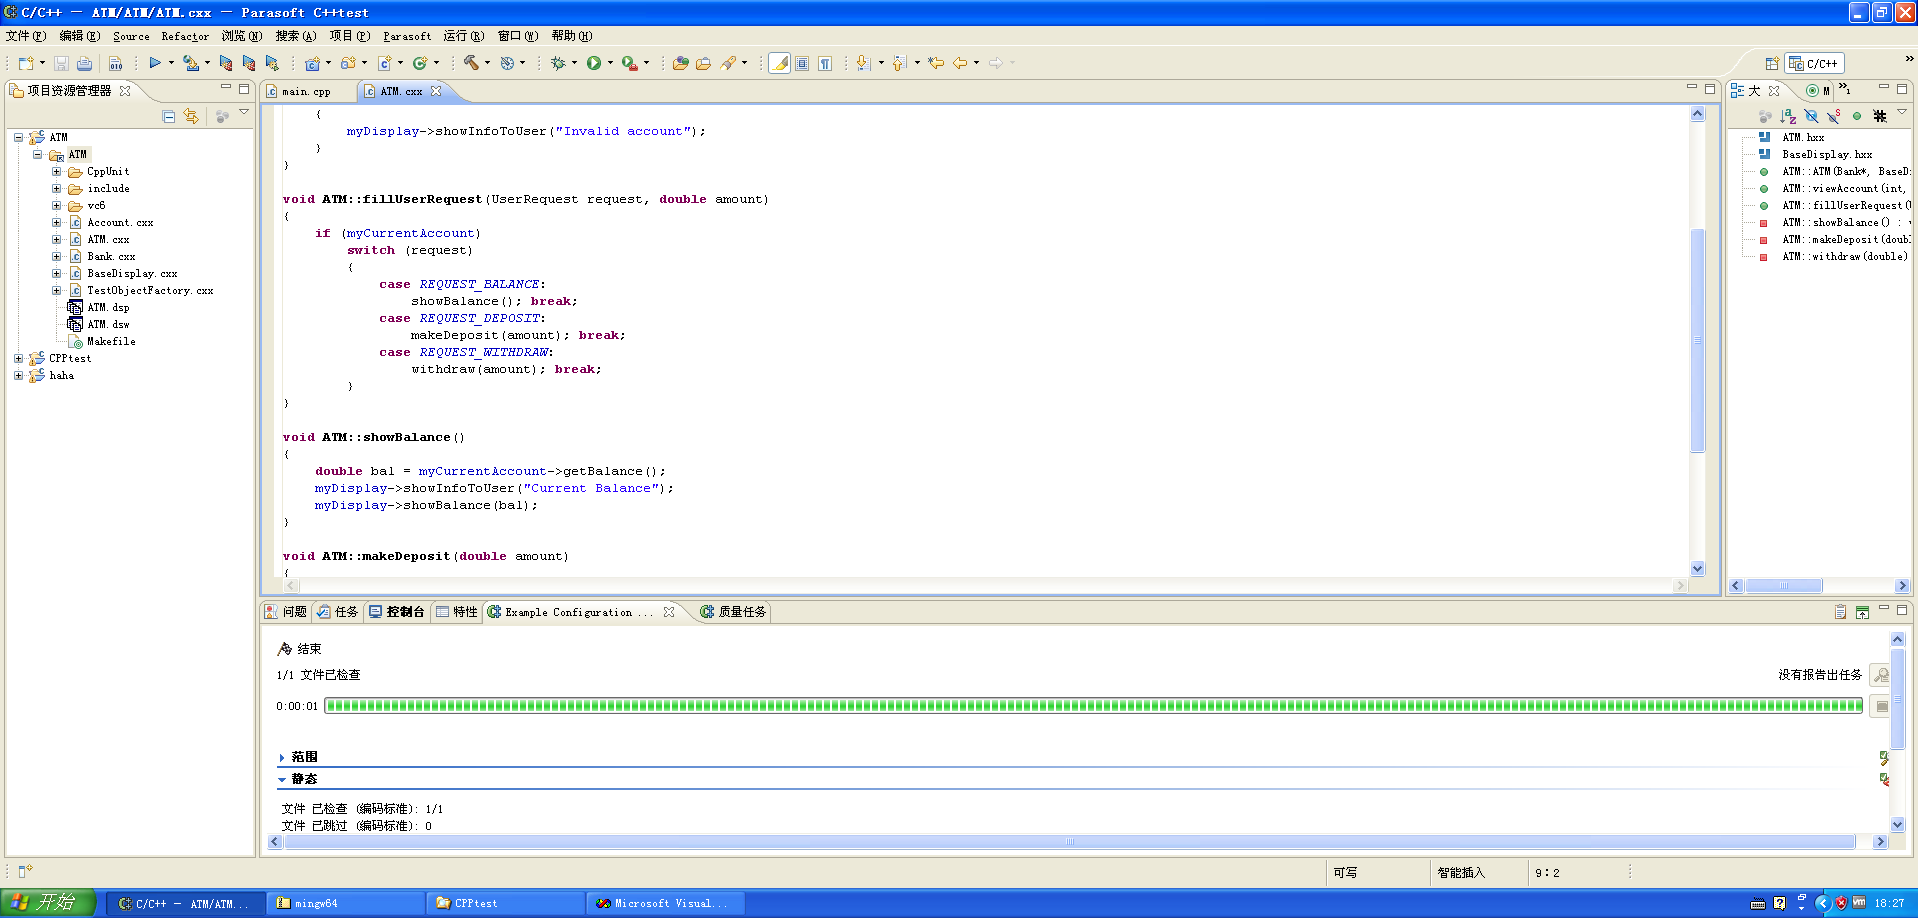 C/C++ — ATM/ATM/ATM.cxx — Parasoft C++test
文件(F) 编辑(E) Source Refactor 浏览(N) 搜索(A) 项目(P) Parasoft 运行(R) 窗口(W) 帮助(H)
C/C++
项目资源管理器
ATM
ATM
CppUnit
include
vc6
Account.cxx
ATM.cxx
Bank.cxx
BaseDisplay.cxx
TestObjectFactory.cxx
ATM.dsp
ATM.dsw
Makefile
CPPtest
haha
main.cpp ATM.cxx
{
myDisplay->showInfoToUser("Invalid account");
}
}
void ATM::fillUserRequest(UserRequest request, double amount)
{
if (myCurrentAccount)
switch (request)
{
case REQUEST_BALANCE:
showBalance(); break;
case REQUEST_DEPOSIT:
makeDeposit(amount); break;
case REQUEST_WITHDRAW:
withdraw(amount); break;
}
}
void ATM::showBalance()
{
double bal = myCurrentAccount->getBalance();
myDisplay->showInfoToUser("Current Balance");
myDisplay->showBalance(bal);
}
void ATM::makeDeposit(double amount)
{
大 M
ATM.hxx
BaseDisplay.hxx
ATM::ATM(Bank*, BaseD
ATM::viewAccount(int,
ATM::fillUserRequest(
ATM::showBalance() :
ATM::makeDeposit(doubl
ATM::withdraw(double)
问题 任务 控制台 特性 Example Configuration ... 质量任务
结束
1/1 文件已检查 没有报告出任务
0:00:01
范围
静态
文件 已检查 (编码标准): 1/1
文件 已跳过 (编码标准): 0
可写 智能插入 9:2
开始 C/C++ — ATM/ATM... mingw64 CPPtest Microsoft Visual... 18:27